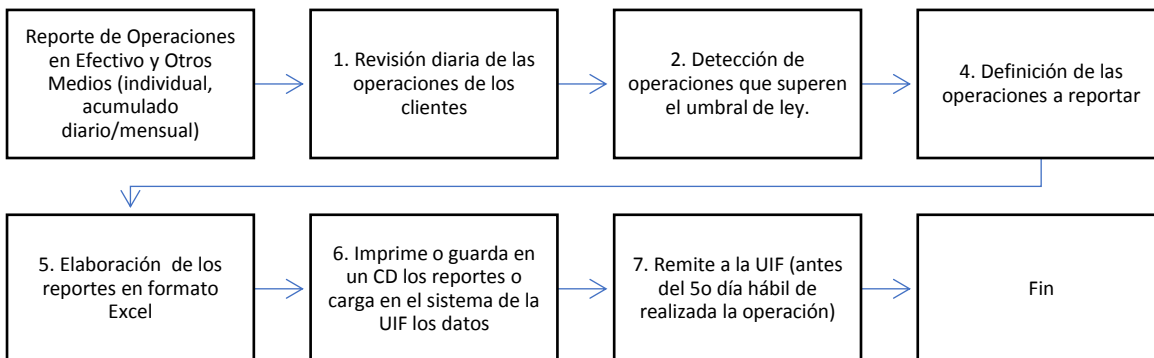 Reporte de Operaciones
en Efectivo y Otros
Medios (individual,
acumulado
diario/mensual)
1. Revisión diaria de las
operaciones de los
clientes
2. Detección de
operaciones que superen
el umbral de ley.
4. Definición de las
operaciones a reportar
5. Elaboración de los
reportes en formato
Excel
6. Imprime o guarda en
un CD los reportes o
carga en el sistema de la
UIF los datos
7. Remite a la UIF (antes
del 5o día hábil de
realizada la operación)
Fin